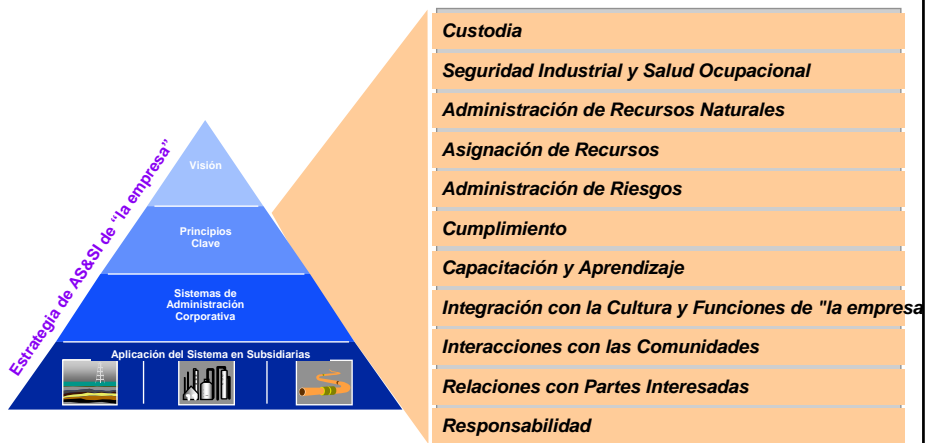 Estrategia de AS&SI de “la empresa”
Visión
Principios
Clave
Sistemas de
Administración
Corporativa
Aplicación del Sistema en Subsidiarias
Custodia
Seguridad Industrial y Salud Ocupacional
Administración de Recursos Naturales
Asignación de Recursos
Administración de Riesgos
Cumplimiento
Capacitación y Aprendizaje
Integración con la Cultura y Funciones de "la empresa
Interacciones con las Comunidades
Relaciones con Partes Interesadas
Responsabilidad